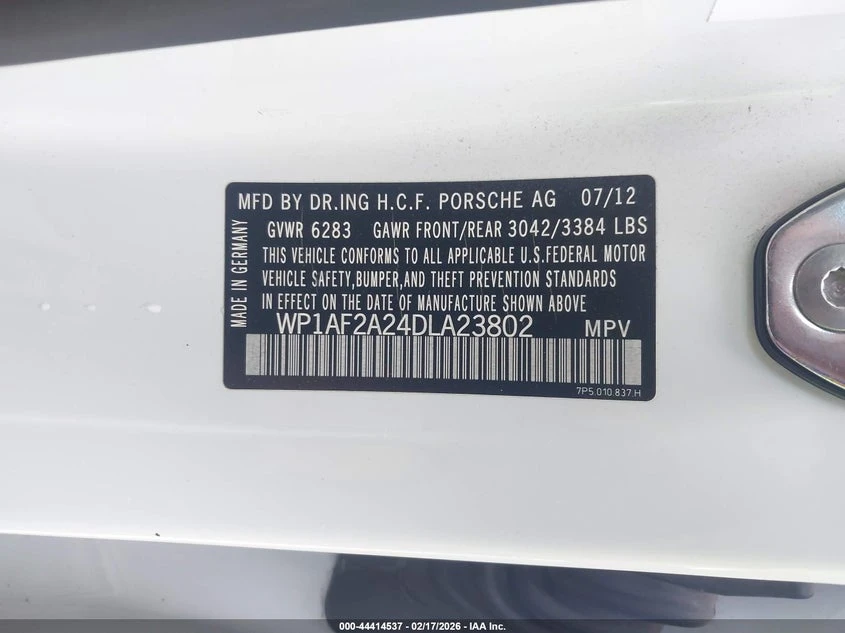 MFD BY DR.ING H.C.F. PORSCHE AG 07/12
GVWR 6283 GAWR FRONT/REAR 3042/3384 LBS
THIS VEHICLE CONFORMS TO ALL APPLICABLE U.S.FEDERAL MOTOR
VEHICLE SAFETY,BUMPER,AND THEFT PREVENTION STANDARDS
IN EFFECT ON THE DATE OF MANUFACTURE SHOWN ABOVE
MADE IN GERMANY
WP1AF2A24DLA23802 MPV
7P5.010.837.H
000-44414537 - 02/17/2026 - IAA Inc.